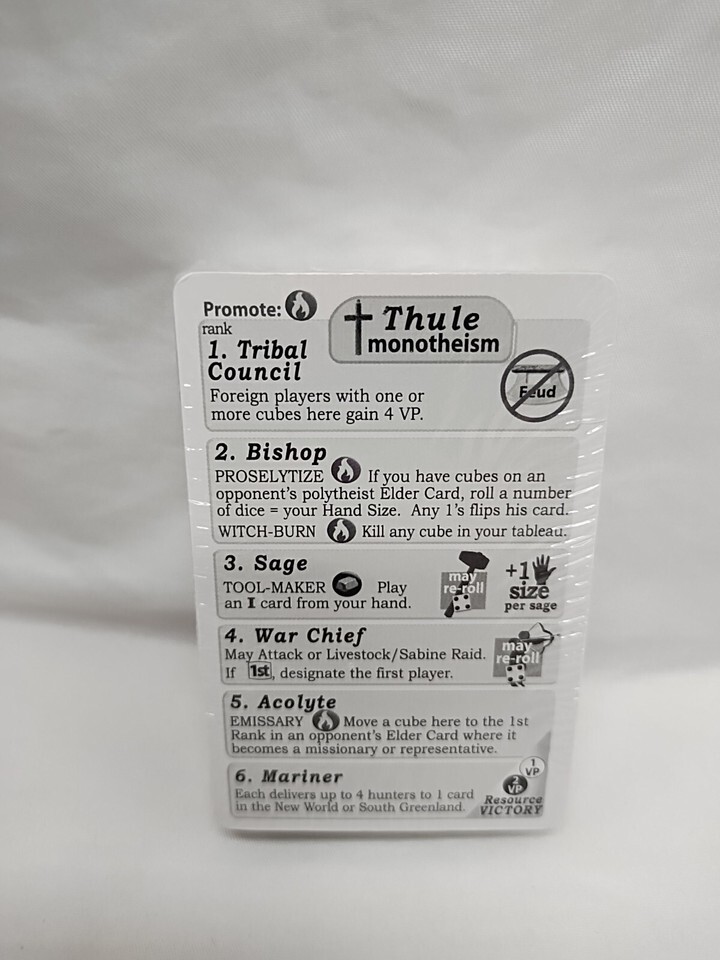 Promote:
Thule
monotheism
rank
1. Tribal
Council
Foreign players with one or
more cubes here gain 4 VP.
Feud
2. Bishop
PROSELYTIZE If you have cubes on an
opponent's polytheist Elder Card, roll a number
of dice = your Hand Size. Any 1's flips his card.
WITCH-BURN Kill any cube in your tableau.
3. Sage
TOOL-MAKER Play
an I card from your hand.
may
re-roll
+1
size
per sage
4. War Chief
May Attack or Livestock/Sabine Raid.
If 1st, designate the first player.
may
re-roll
5. Acolyte
EMISSARY Move a cube here to the 1st
Rank in an opponent's Elder Card where it
becomes a missionary or representative.
6. Mariner
Each delivers up to 4 hunters to 1 card
in the New World or South Greenland.
1
VP
2
VP
Resource
VICTORY